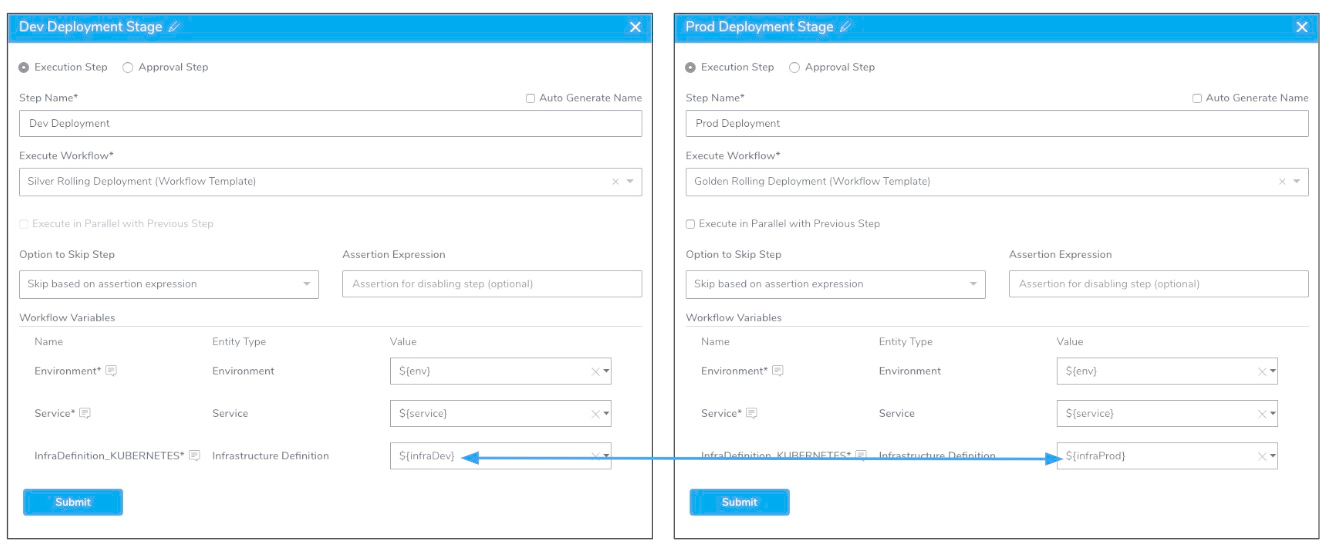 Dev Deployment Stage
Execution Step Approval Step
Step Name* Auto Generate Name
Dev Deployment
Execute Workflow*
Silver Rolling Deployment (Workflow Template)
Execute in Parallel with Previous Step
Option to Skip Step Assertion Expression
Skip based on assertion expression Assertion for disabling step (optional)
Workflow Variables
Name Entity Type Value
Environment* Environment ${env}
Service* Service ${service}
InfraDefinition_KUBERNETES* Infrastructure Definition ${infraDev}
Submit
Prod Deployment Stage
Execution Step Approval Step
Step Name* Auto Generate Name
Prod Deployment
Execute Workflow*
Golden Rolling Deployment (Workflow Template)
Execute in Parallel with Previous Step
Option to Skip Step Assertion Expression
Skip based on assertion expression Assertion for disabling step (optional)
Workflow Variables
Name Entity Type Value
Environment* Environment ${env}
Service* Service ${service}
InfraDefinition_KUBERNETES* Infrastructure Definition ${infraProd}
Submit